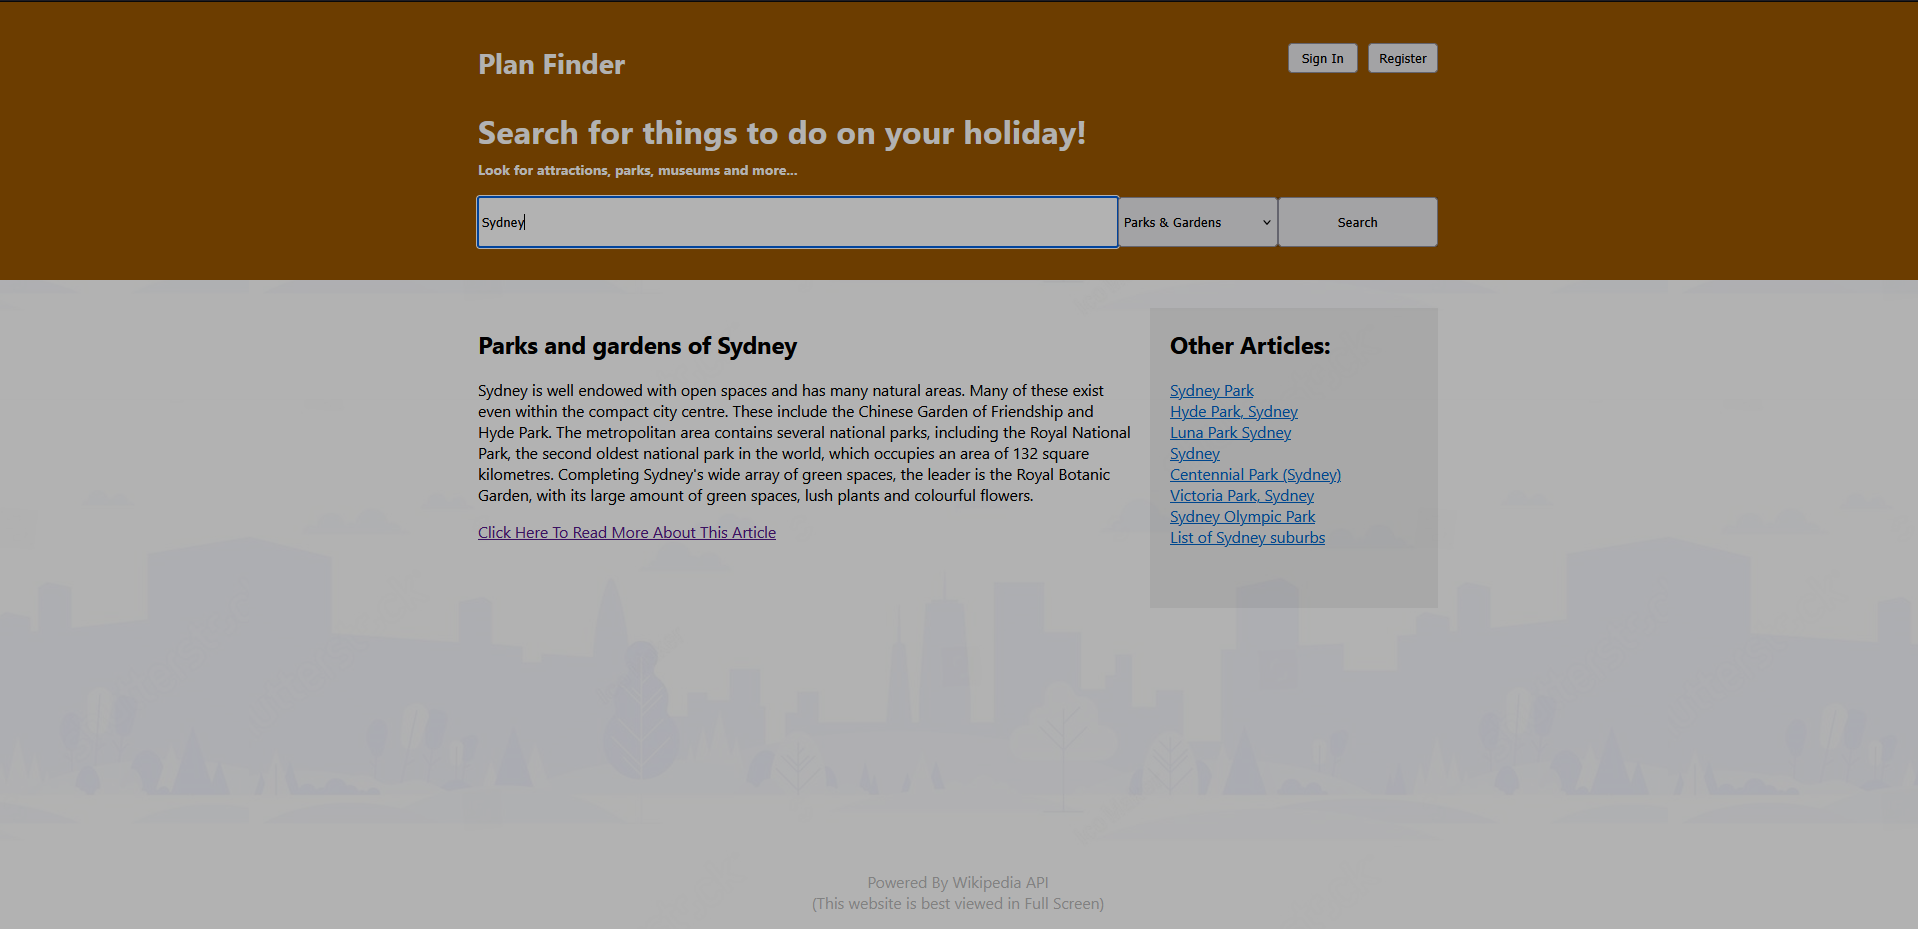 Plan Finder
Sign In
Register
Search for things to do on your holiday!
Look for attractions, parks, museums and more...
Sydney
Parks & Gardens
Search
Parks and gardens of Sydney
Sydney is well endowed with open spaces and has many natural areas. Many of these exist
even within the compact city centre. These include the Chinese Garden of Friendship and
Hyde Park. The metropolitan area contains several national parks, including the Royal National
Park, the second oldest national park in the world, which occupies an area of 132 square
kilometres. Completing Sydney's wide array of green spaces, the leader is the Royal Botanic
Garden, with its large amount of green spaces, lush plants and colourful flowers.
Click Here To Read More About This Article
Other Articles:
Sydney Park
Hyde Park, Sydney
Luna Park Sydney
Sydney
Centennial Park (Sydney)
Victoria Park, Sydney
Sydney Olympic Park
List of Sydney suburbs
Powered By Wikipedia API
(This website is best viewed in Full Screen)